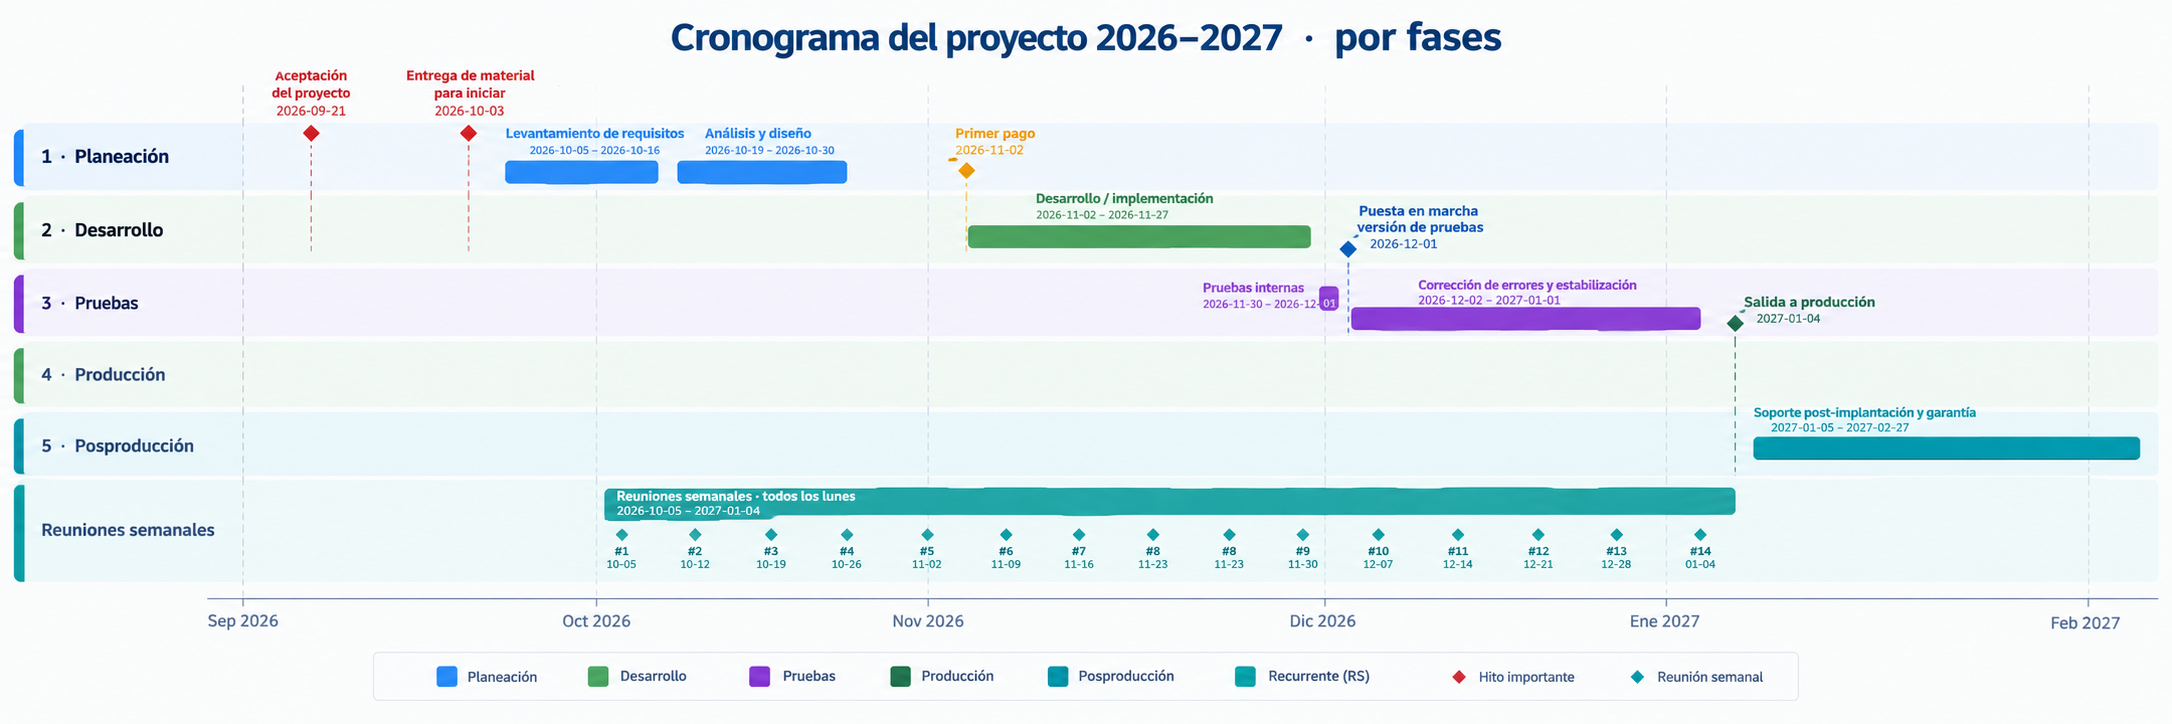 Cronograma del proyecto 2026–2027 · por fases
Aceptación
del proyecto
2026-09-21
Entrega de material
para iniciar
2026-10-03
1 · Planeación
Levantamiento de requisitos
2026-10-05 – 2026-10-16
Análisis y diseño
2026-10-19 – 2026-10-30
Primer pago
2026-11-02
2 · Desarrollo
Desarrollo / implementación
2026-11-02 – 2026-11-27
Puesta en marcha
versión de pruebas
2026-12-01
3 · Pruebas
Pruebas internas
2026-11-30 – 2026-12-01
Corrección de errores y estabilización
2026-12-02 – 2027-01-01
Salida a producción
2027-01-04
4 · Producción
5 · Posproducción
Soporte post-implantación y garantía
2027-01-05 – 2027-02-27
Reuniones semanales
Reuniones semanales · todos los lunes
2026-10-05 – 2027-01-04
#1
10-05
#2
10-12
#3
10-19
#4
10-26
#5
11-02
#6
11-09
#7
11-16
#8
11-23
#8
11-23
#9
11-30
#10
12-07
#11
12-14
#12
12-21
#13
12-28
#14
01-04
Sep 2026
Oct 2026
Nov 2026
Dic 2026
Ene 2027
Feb 2027
Planeación
Desarrollo
Pruebas
Producción
Posproducción
Recurrente (RS)
Hito importante
Reunión semanal